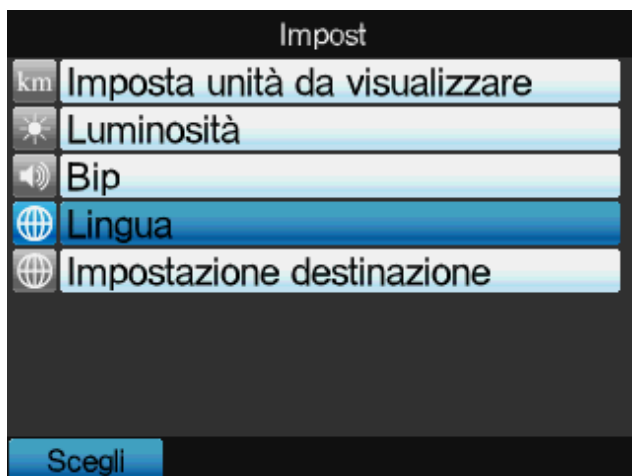 Impost
km Imposta unità da visualizzare
Luminosità
Bip
Lingua
Impostazione destinazione
Scegli